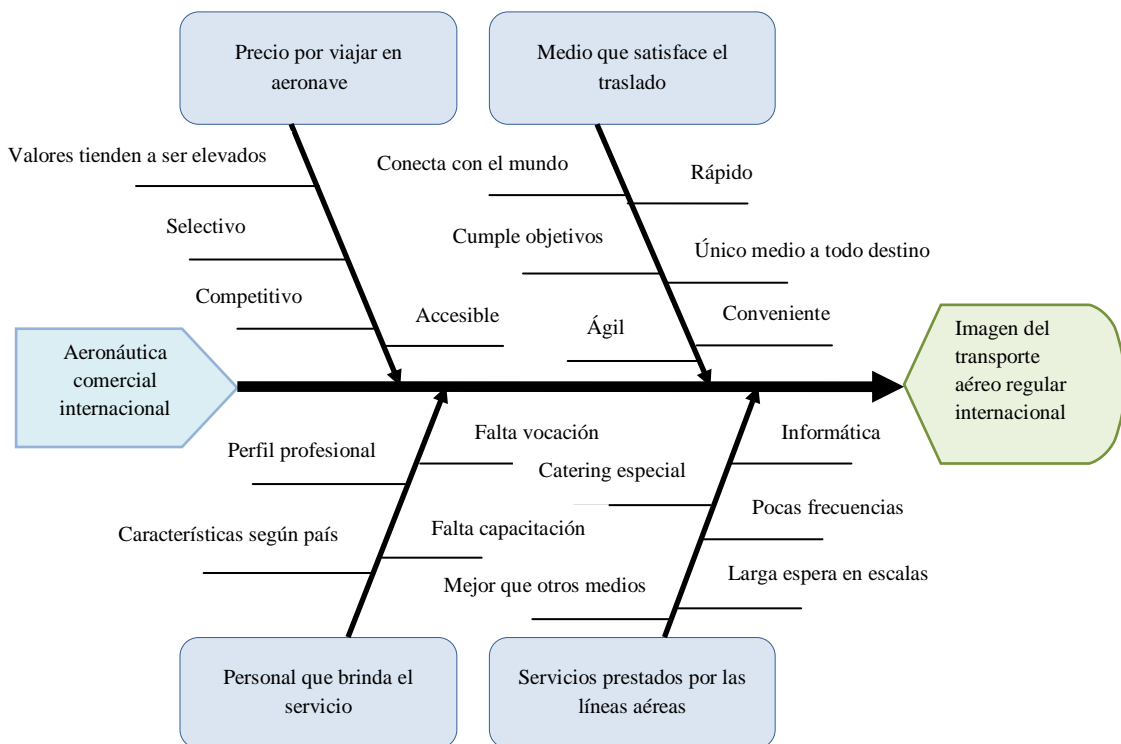 Precio por viajar en
aeronave
Medio que satisface el
traslado
Valores tienden a ser elevados
Selectivo
Competitivo
Accesible
Conecta con el mundo
Rápido
Cumple objetivos
Único medio a todo destino
Ágil
Conveniente
Aeronáutica
comercial
internacional
Imagen del
transporte
aéreo regular
internacional
Falta vocación
Perfil profesional
Características según país
Falta capacitación
Informática
Catering especial
Pocas frecuencias
Mejor que otros medios
Larga espera en escalas
Personal que brinda el
servicio
Servicios prestados por las
líneas aéreas